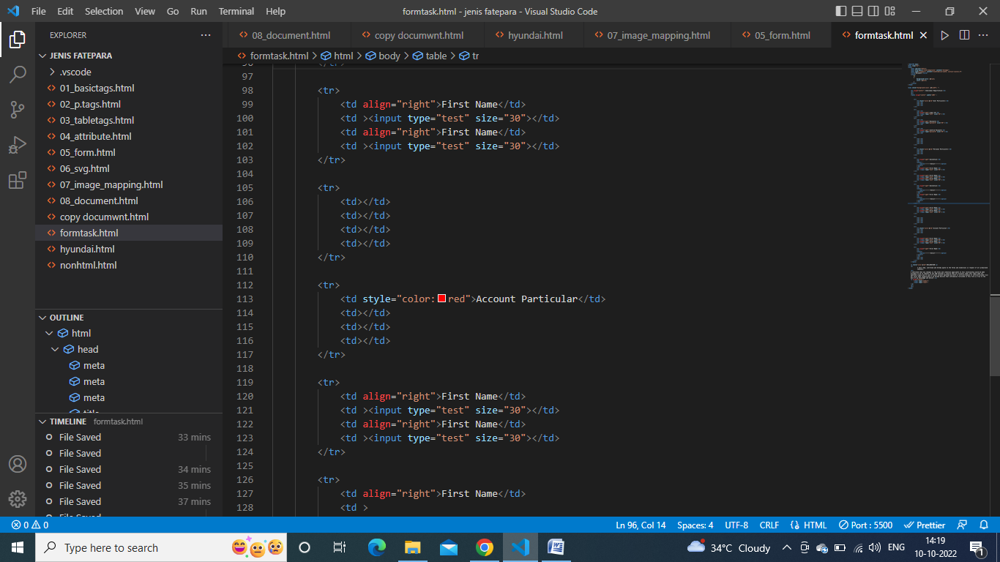 File Edit Selection View Go Run Terminal Help
formtask.html - jenis fatepara - Visual Studio Code
EXPLORER
JENIS FATEPARA
.vscode
01_basictags.html
02_p.tags.html
03_tabletags.html
04_attribute.html
05_form.html
06_svg.html
07_image_mapping.html
08_document.html
copy documwnt.html
formtask.html
hyundai.html
nonhtml.html
OUTLINE
html
head
meta
meta
meta
title
TIMELINE formtask.html
File Saved 33 mins
File Saved
File Saved 34 mins
File Saved 35 mins
File Saved 37 mins
08_document.html copy documwnt.html hyundai.html 07_image_mapping.html 05_form.html formtask.html
formtask.html > html > body > table > tr
96 </tr>
97
98 <tr>
99 <td align="right">First Name</td>
100 <td ><input type="test" size="30"></td>
101 <td align="right">First Name</td>
102 <td ><input type="test" size="30"></td>
103 </tr>
104
105 <tr>
106 <td></td>
107 <td></td>
108 <td></td>
109 <td></td>
110 </tr>
111
112 <tr>
113 <td style="color:red">Account Particular</td>
114 <td></td>
115 <td></td>
116 <td></td>
117 </tr>
118
119 <tr>
120 <td align="right">First Name</td>
121 <td ><input type="test" size="30"></td>
122 <td align="right">First Name</td>
123 <td ><input type="test" size="30"></td>
124 </tr>
125
126 <tr>
127 <td align="right">First Name</td>
128 <td >
0 0 Ln 96, Col 14 Spaces: 4 UTF-8 CRLF HTML Port : 5500 Prettier
Type here to search
34°C Cloudy ENG 14:19
10-10-2022
1